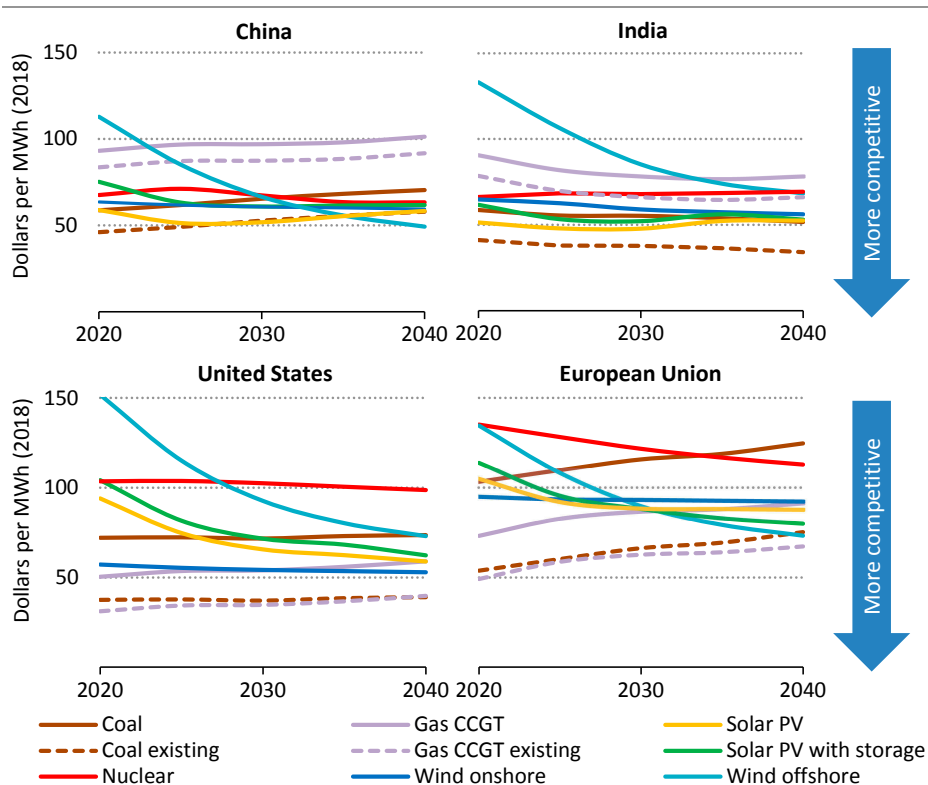 China
India
150
100
50
Dollars per MWh (2018)
More competitive
2020 2030 2040 2020 2030 2040
United States
European Union
150
100
50
Dollars per MWh (2018)
More competitive
2020 2030 2040 2020 2030 2040
Coal Gas CCGT Solar PV
Coal existing Gas CCGT existing Solar PV with storage
Nuclear Wind onshore Wind offshore